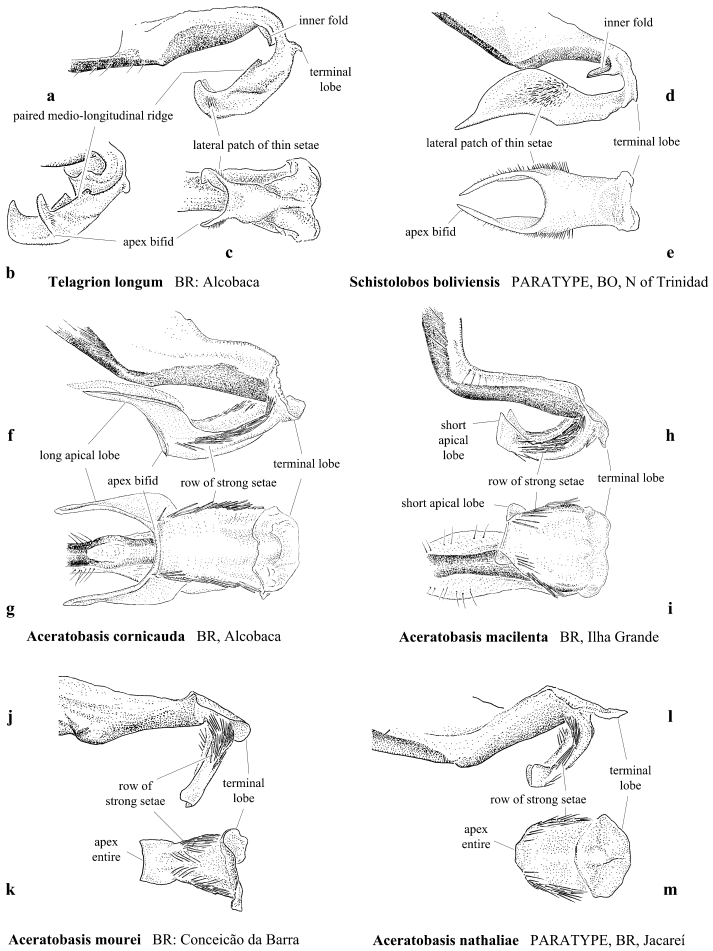 inner fold
a
terminal
lobe
paired medio-longitudinal ridge
lateral patch of thin setae
apex bifid
c
b
Telagrion longum BR: Alcobaca
inner fold
d
lateral patch of thin setae
terminal lobe
apex bifid
e
Schistolobos boliviensis PARATYPE, BO, N of Trinidad
f
long apical lobe
apex bifid
row of strong setae
terminal lobe
g
Aceratobasis cornicauda BR, Alcobaca
h
short
apical
lobe
row of strong setae
terminal lobe
short apical lobe
i
Aceratobasis macilenta BR, Ilha Grande
j
row of
strong setae
terminal
lobe
apex
entire
k
Aceratobasis mourei BR: Conceicão da Barra
l
terminal
lobe
row of strong setae
apex
entire
m
Aceratobasis nathaliae PARATYPE, BR, Jacareí